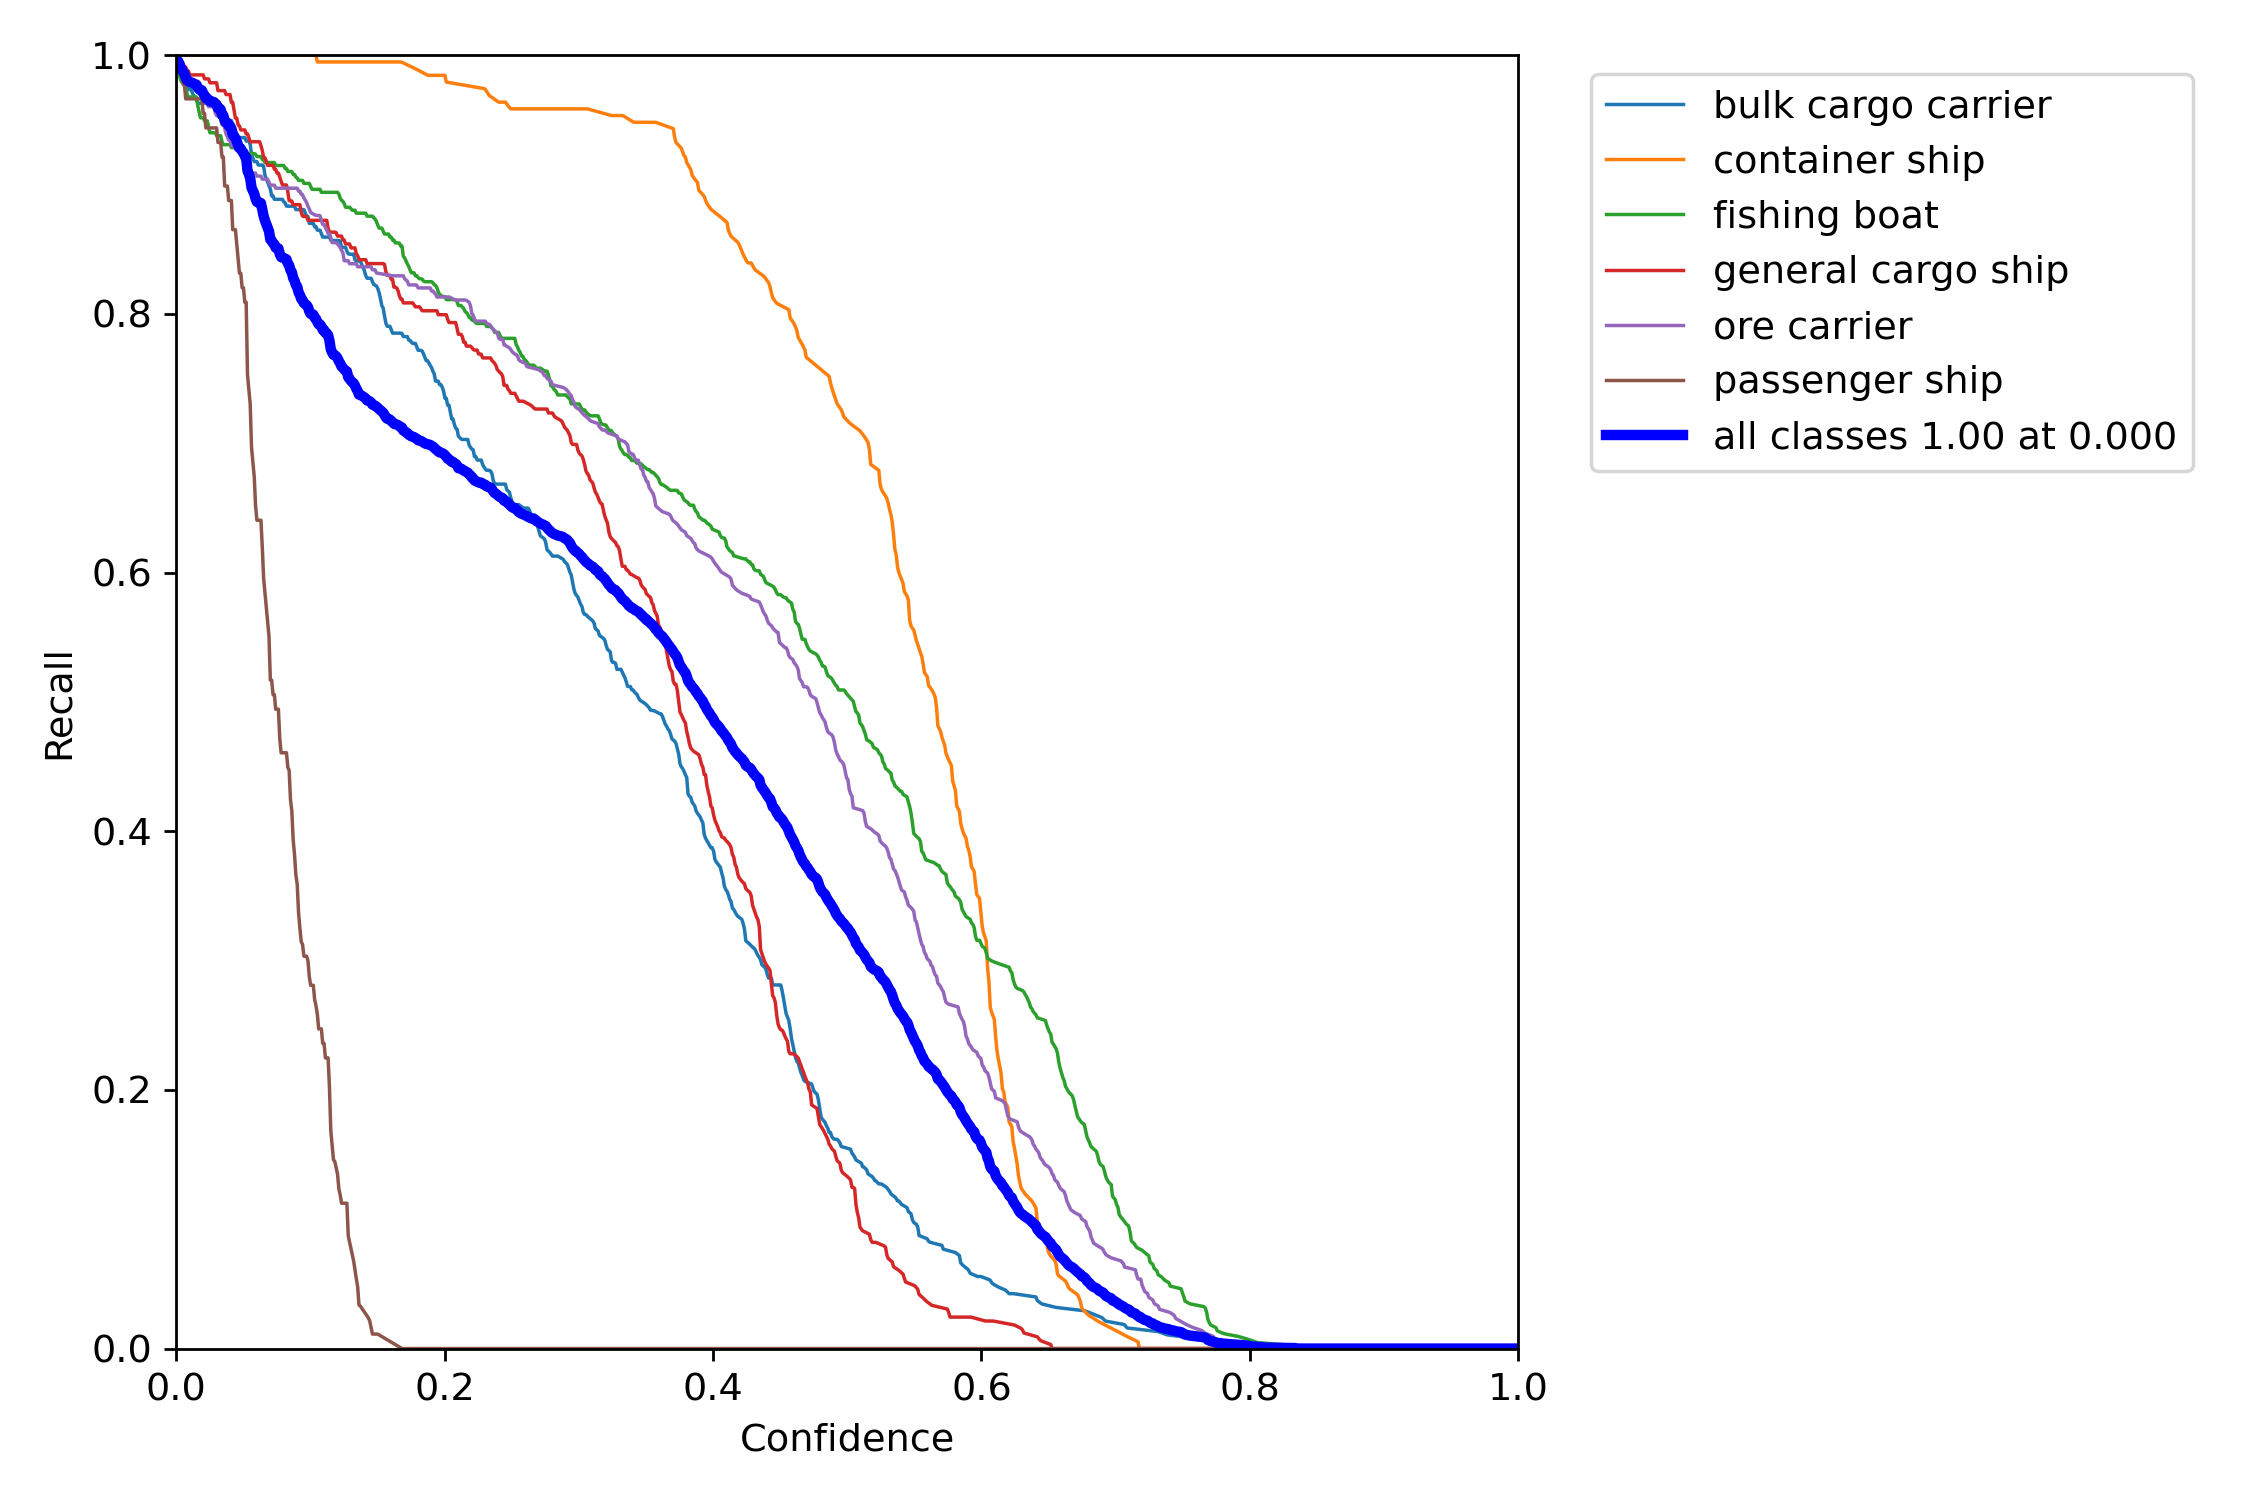 1.0
0.8
0.6
0.4
0.2
0.0
Recall
0.0 0.2 0.4 0.6 0.8 1.0
Confidence
bulk cargo carrier
container ship
fishing boat
general cargo ship
ore carrier
passenger ship
all classes 1.00 at 0.000